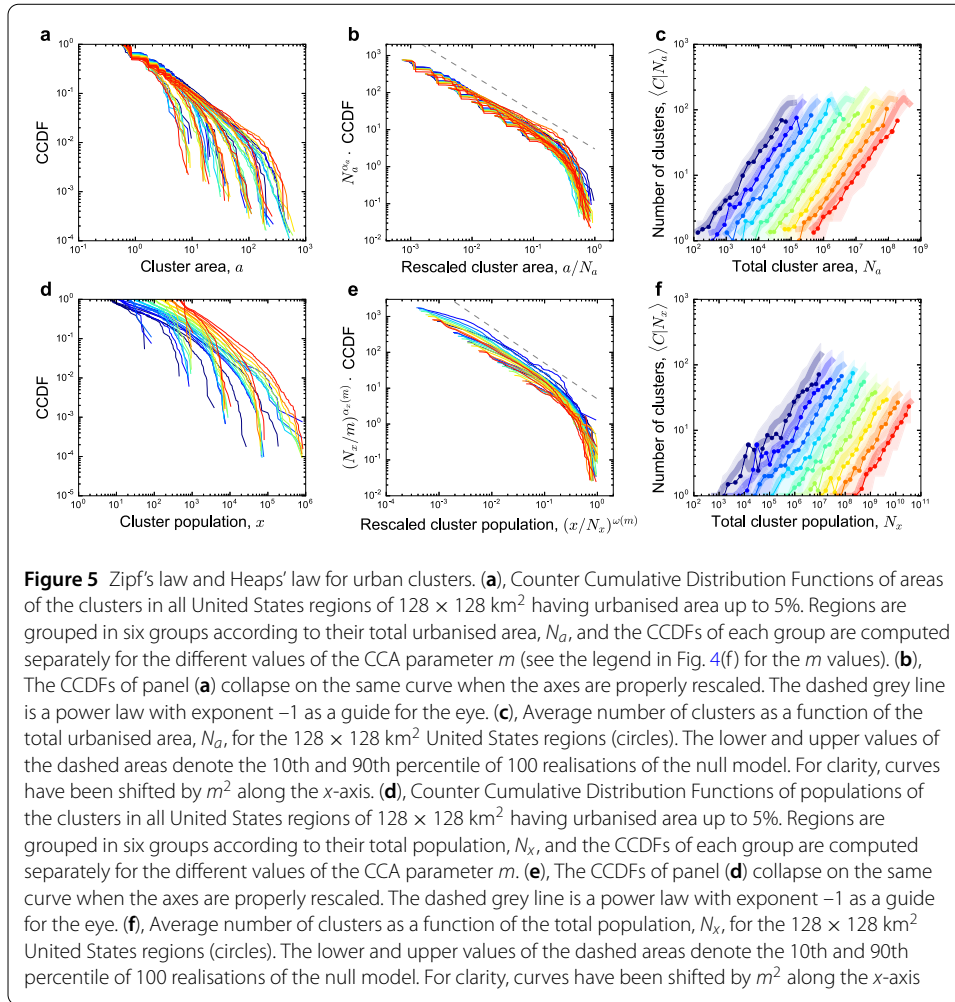 a
b
c
10^0
10^-1
10^-2
10^-3
10^-4
CCDF
10^-1
10^0
10^1
10^2
10^3
Cluster area, a
10^3
10^2
10^1
10^0
10^-1
10^-2
N_a^{α_a} · CCDF
10^-3
10^-2
10^-1
10^0
Rescaled cluster area, a/N_a
10^3
10^2
10^1
10^0
Number of clusters, ⟨C|N_a⟩
10^2
10^3
10^4
10^5
10^6
10^7
10^8
10^9
Total cluster area, N_a
d
e
f
10^0
10^-1
10^-2
10^-3
10^-4
10^-5
CCDF
10^0
10^1
10^2
10^3
10^4
10^5
10^6
Cluster population, x
10^3
10^2
10^1
10^0
10^-1
10^-2
(N_x/m)^{α_x(m)} · CCDF
10^-4
10^-3
10^-2
10^-1
10^0
Rescaled cluster population, (x/N_x)^{ω(m)}
10^3
10^2
10^1
10^0
Number of clusters, ⟨C|N_x⟩
10^2
10^3
10^4
10^5
10^6
10^7
10^8
10^9
10^10
10^11
Total cluster population, N_x
Figure 5 Zipf's law and Heaps' law for urban clusters. (a), Counter Cumulative Distribution Functions of areas
of the clusters in all United States regions of 128 × 128 km² having urbanised area up to 5%. Regions are
grouped in six groups according to their total urbanised area, N_a, and the CCDFs of each group are computed
separately for the different values of the CCA parameter m (see the legend in Fig. 4(f) for the m values). (b),
The CCDFs of panel (a) collapse on the same curve when the axes are properly rescaled. The dashed grey line
is a power law with exponent –1 as a guide for the eye. (c), Average number of clusters as a function of the
total urbanised area, N_a, for the 128 × 128 km² United States regions (circles). The lower and upper values of
the dashed areas denote the 10th and 90th percentile of 100 realisations of the null model. For clarity, curves
have been shifted by m² along the x-axis. (d), Counter Cumulative Distribution Functions of populations of
the clusters in all United States regions of 128 × 128 km² having urbanised area up to 5%. Regions are
grouped in six groups according to their total population, N_x, and the CCDFs of each group are computed
separately for the different values of the CCA parameter m. (e), The CCDFs of panel (d) collapse on the same
curve when the axes are properly rescaled. The dashed grey line is a power law with exponent –1 as a guide
for the eye. (f), Average number of clusters as a function of the total population, N_x, for the 128 × 128 km²
United States regions (circles). The lower and upper values of the dashed areas denote the 10th and 90th
percentile of 100 realisations of the null model. For clarity, curves have been shifted by m² along the x-axis